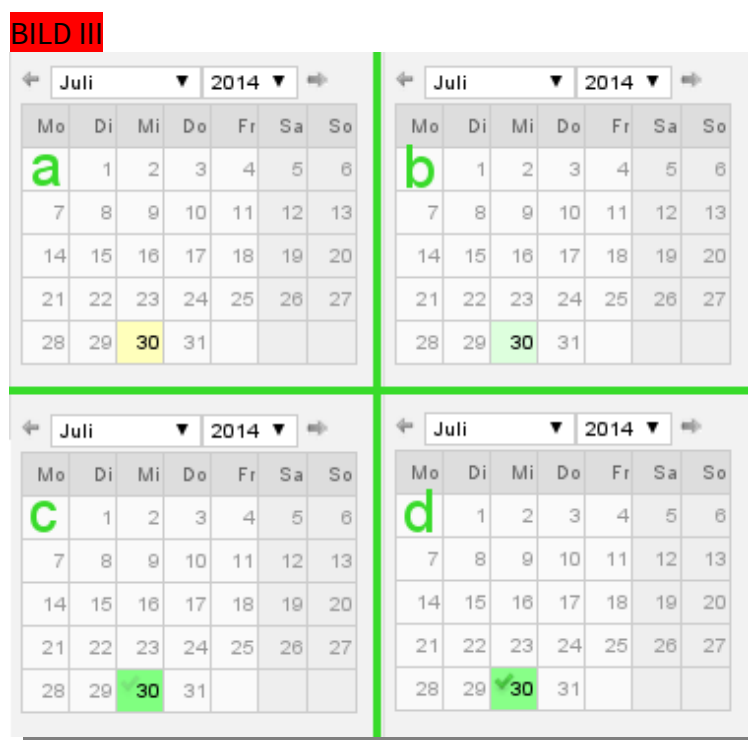 BILD III
Juli ▼ 2014 ▼
Mo Di Mi Do Fr Sa So
a 1 2 3 4 5 6
7 8 9 10 11 12 13
14 15 16 17 18 19 20
21 22 23 24 25 26 27
28 29 30 31
Juli ▼ 2014 ▼
Mo Di Mi Do Fr Sa So
b 1 2 3 4 5 6
7 8 9 10 11 12 13
14 15 16 17 18 19 20
21 22 23 24 25 26 27
28 29 30 31
Juli ▼ 2014 ▼
Mo Di Mi Do Fr Sa So
c 1 2 3 4 5 6
7 8 9 10 11 12 13
14 15 16 17 18 19 20
21 22 23 24 25 26 27
28 29 30 31
Juli ▼ 2014 ▼
Mo Di Mi Do Fr Sa So
d 1 2 3 4 5 6
7 8 9 10 11 12 13
14 15 16 17 18 19 20
21 22 23 24 25 26 27
28 29 30 31